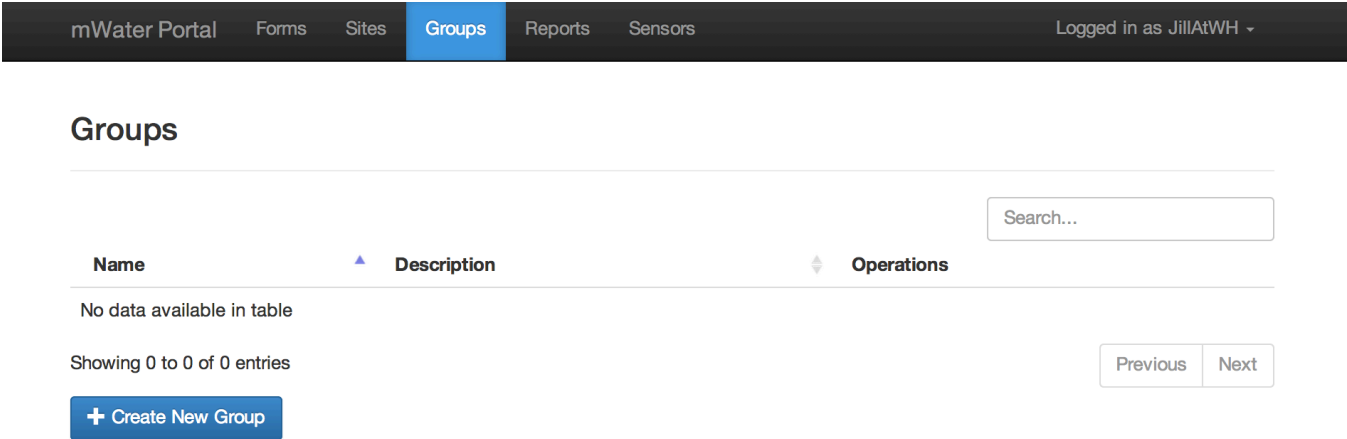 mWater Portal Forms Sites Groups Reports Sensors Logged in as JillAtWH
Groups
Search...
Name Description Operations
No data available in table
Showing 0 to 0 of 0 entries Previous Next
Create New Group